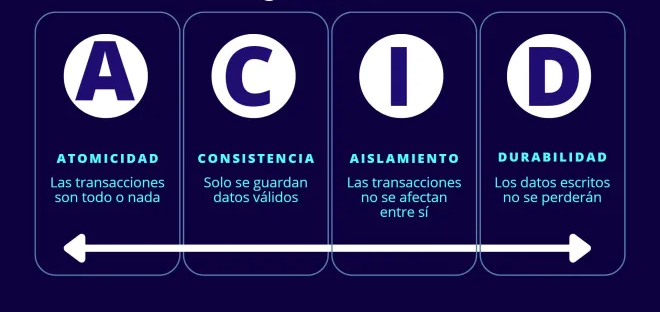 A
ATOMICIDAD
Las transacciones
son todo o nada
C
CONSISTENCIA
Solo se guardan
datos válidos
I
AISLAMIENTO
Las transacciones
no se afectan
entre sí
D
DURABILIDAD
Los datos escritos
no se perderán